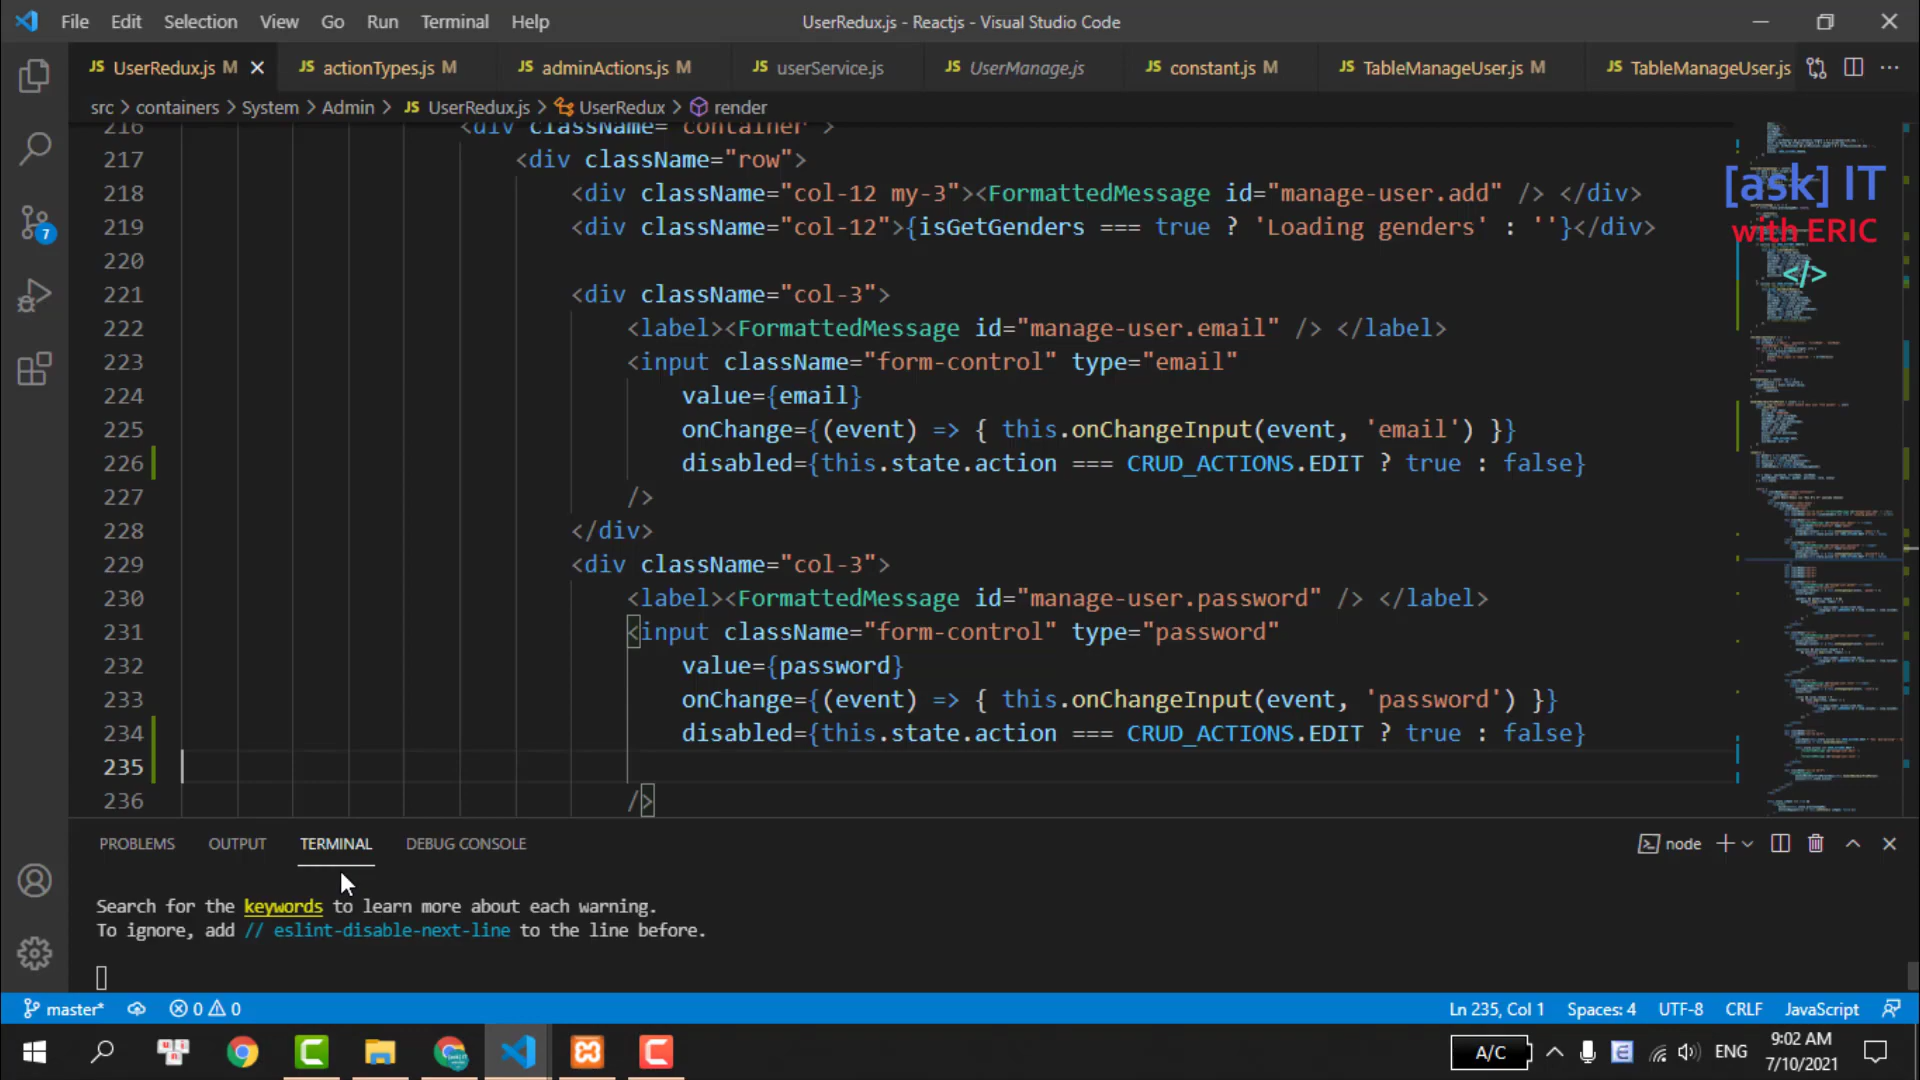 File Edit Selection View Go Run Terminal Help UserRedux.js - Reactjs - Visual Studio Code
JS UserRedux.js M JS actionTypes.js M JS adminActions.js M JS userService.js JS UserManage.js JS constant.js M JS TableManageUser.js M JS TableManageUser.js
src > containers > System > Admin > JS UserRedux.js > UserRedux > render
216 <div className="container">
217 <div className="row">
218 <div className="col-12 my-3"><FormattedMessage id="manage-user.add" /> </div>
219 <div className="col-12">{isGetGenders === true ? 'Loading genders' : ''}</div>
220
221 <div className="col-3">
222 <label><FormattedMessage id="manage-user.email" /> </label>
223 <input className="form-control" type="email"
224 value={email}
225 onChange={(event) => { this.onChangeInput(event, 'email') }}
226 disabled={this.state.action === CRUD_ACTIONS.EDIT ? true : false}
227 />
228 </div>
229 <div className="col-3">
230 <label><FormattedMessage id="manage-user.password" /> </label>
231 <input className="form-control" type="password"
232 value={password}
233 onChange={(event) => { this.onChangeInput(event, 'password') }}
234 disabled={this.state.action === CRUD_ACTIONS.EDIT ? true : false}
235
236 />
[ask] IT
with ERIC
</>
7
PROBLEMS OUTPUT TERMINAL DEBUG CONSOLE node
Search for the keywords to learn more about each warning.
To ignore, add // eslint-disable-next-line to the line before.
master* 0 0 Ln 235, Col 1 Spaces: 4 UTF-8 CRLF JavaScript
A/C ENG 9:02 AM
7/10/2021